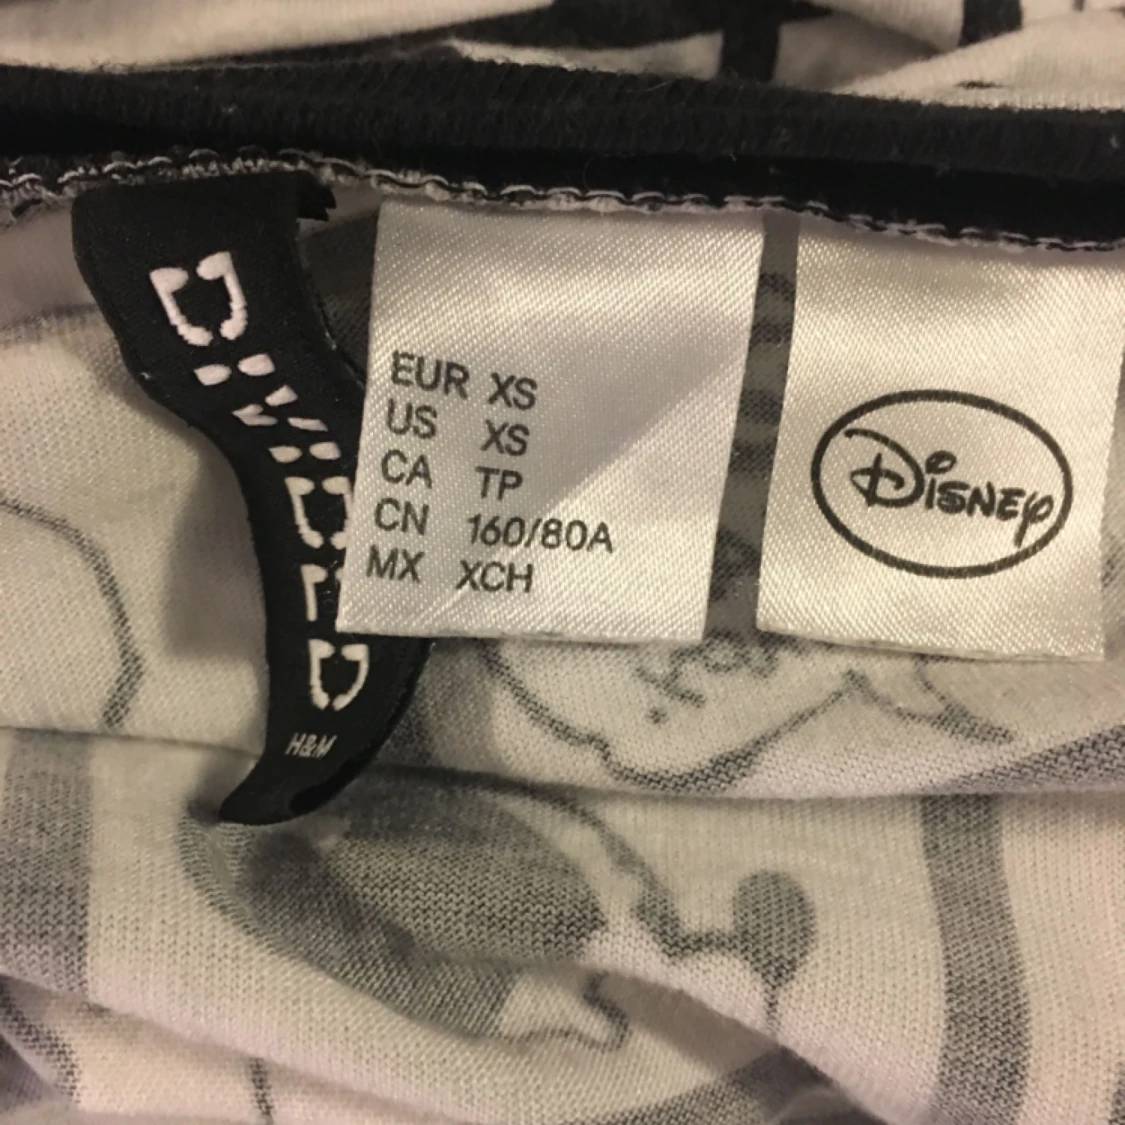 DIVIDED
H&M
EUR XS
US XS
CA TP
CN 160/80A
MX XCH
Disney